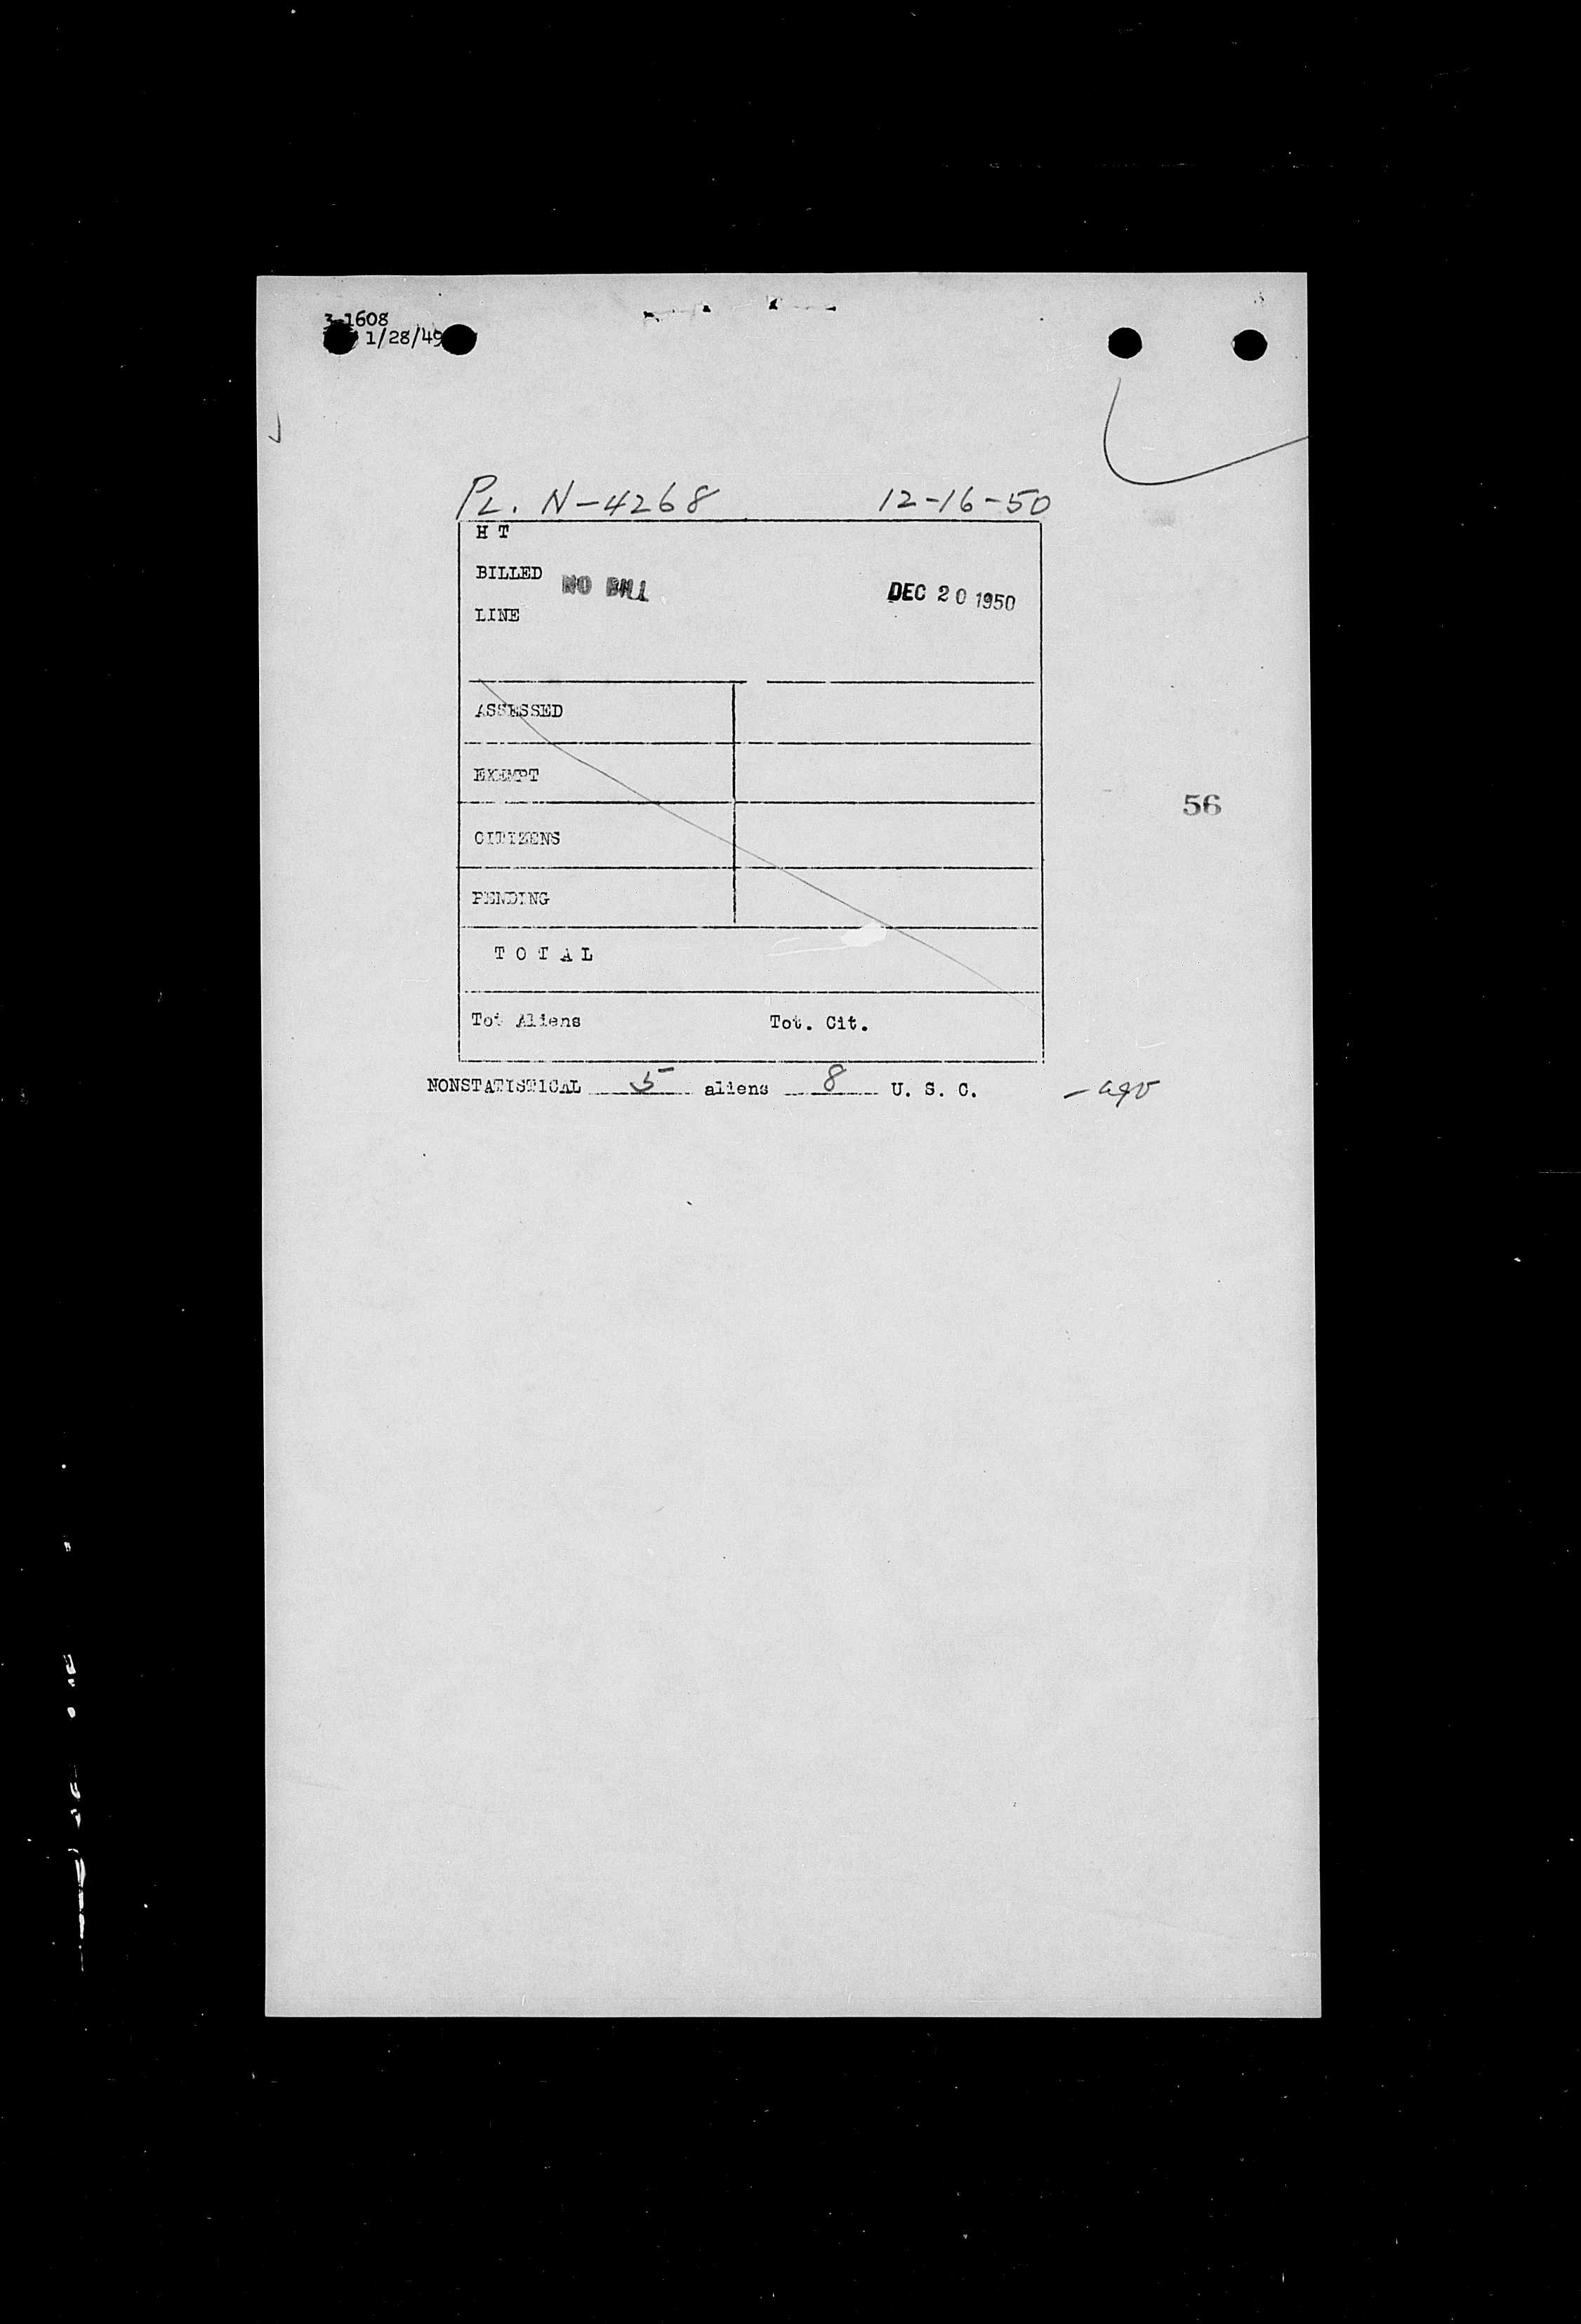 3-1608
1/28/49
PL. N-4268 12-16-50
H T
BILLED NO BILL DEC 20 1950
LINE
ASSESSED
EXEMPT
56
CITIZENS
PENDING
T O T A L
Tot Aliens Tot. Cit.
NONSTATISTICAL 5 aliens 8 U. S. C.